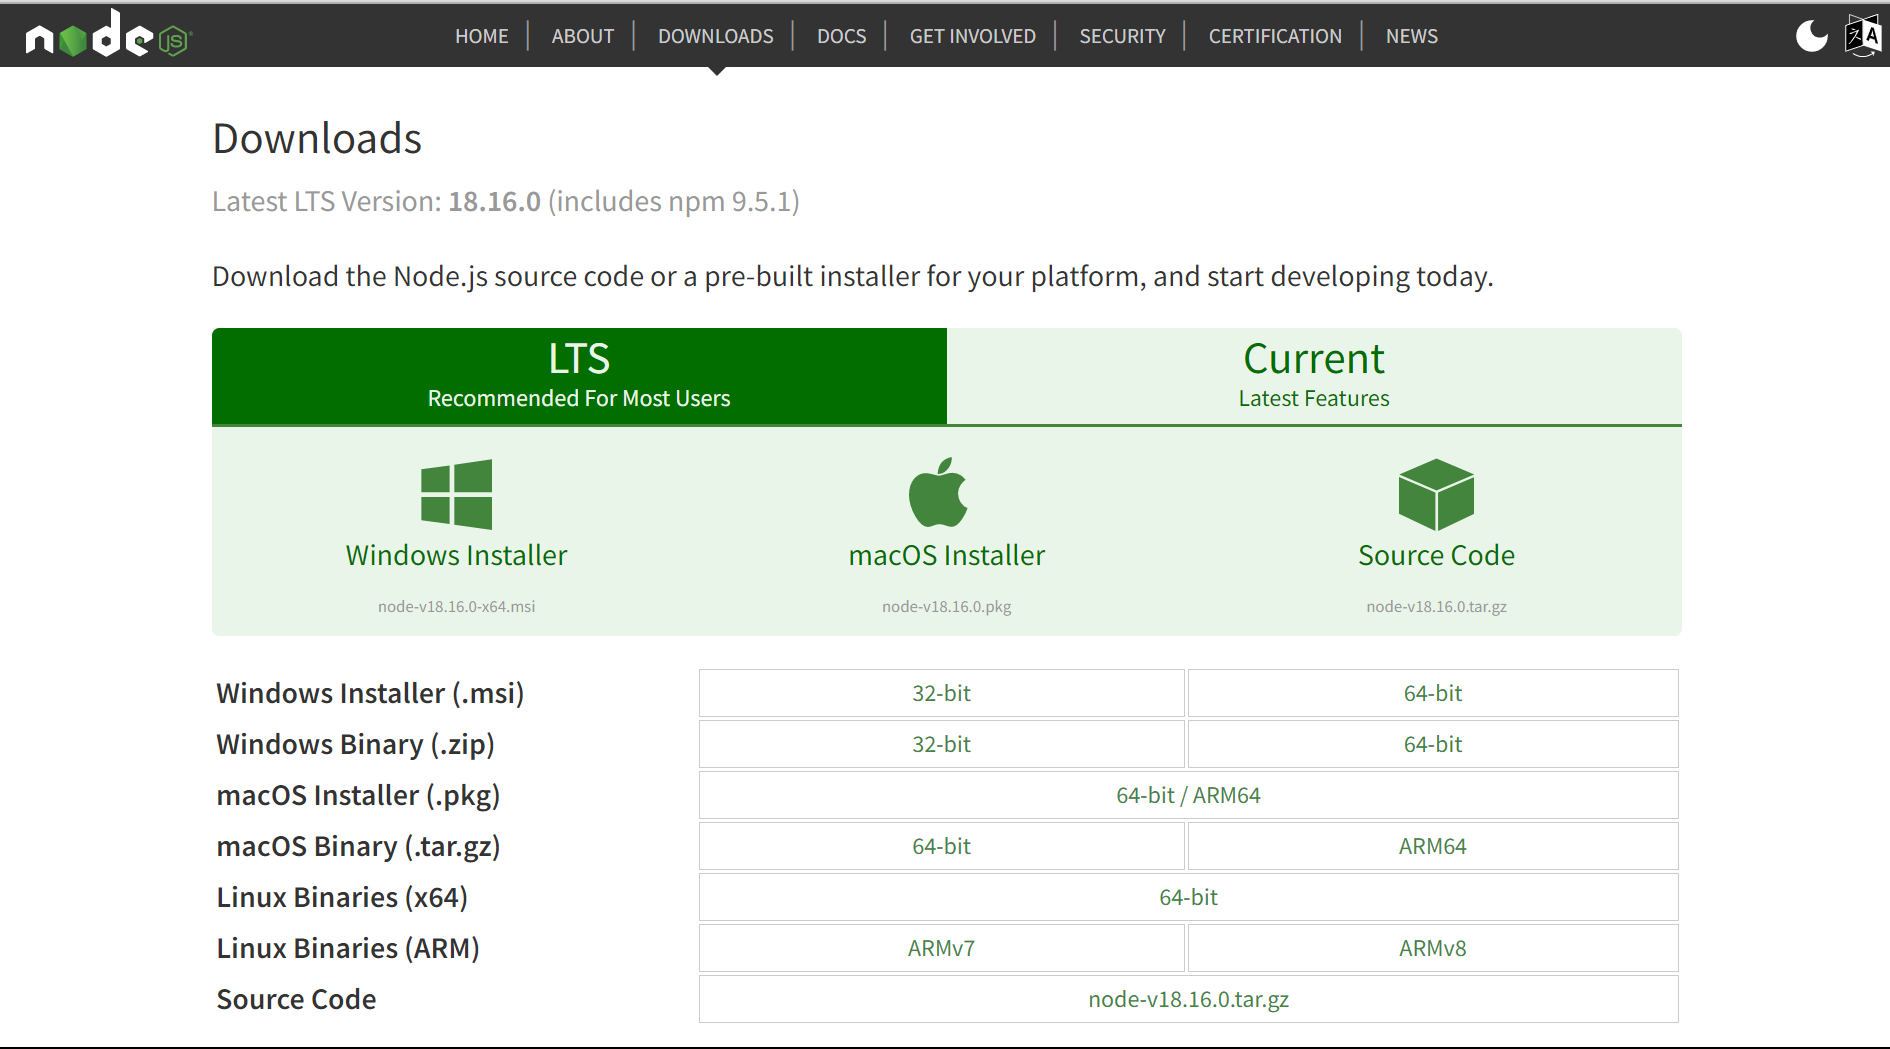 node JS
HOME ABOUT DOWNLOADS DOCS GET INVOLVED SECURITY CERTIFICATION NEWS
Downloads
Latest LTS Version: 18.16.0 (includes npm 9.5.1)
Download the Node.js source code or a pre-built installer for your platform, and start developing today.
LTS
Recommended For Most Users
Current
Latest Features
Windows Installer
node-v18.16.0-x64.msi
macOS Installer
node-v18.16.0.pkg
Source Code
node-v18.16.0.tar.gz
Windows Installer (.msi) 32-bit 64-bit
Windows Binary (.zip) 32-bit 64-bit
macOS Installer (.pkg) 64-bit / ARM64
macOS Binary (.tar.gz) 64-bit ARM64
Linux Binaries (x64) 64-bit
Linux Binaries (ARM) ARMv7 ARMv8
Source Code node-v18.16.0.tar.gz